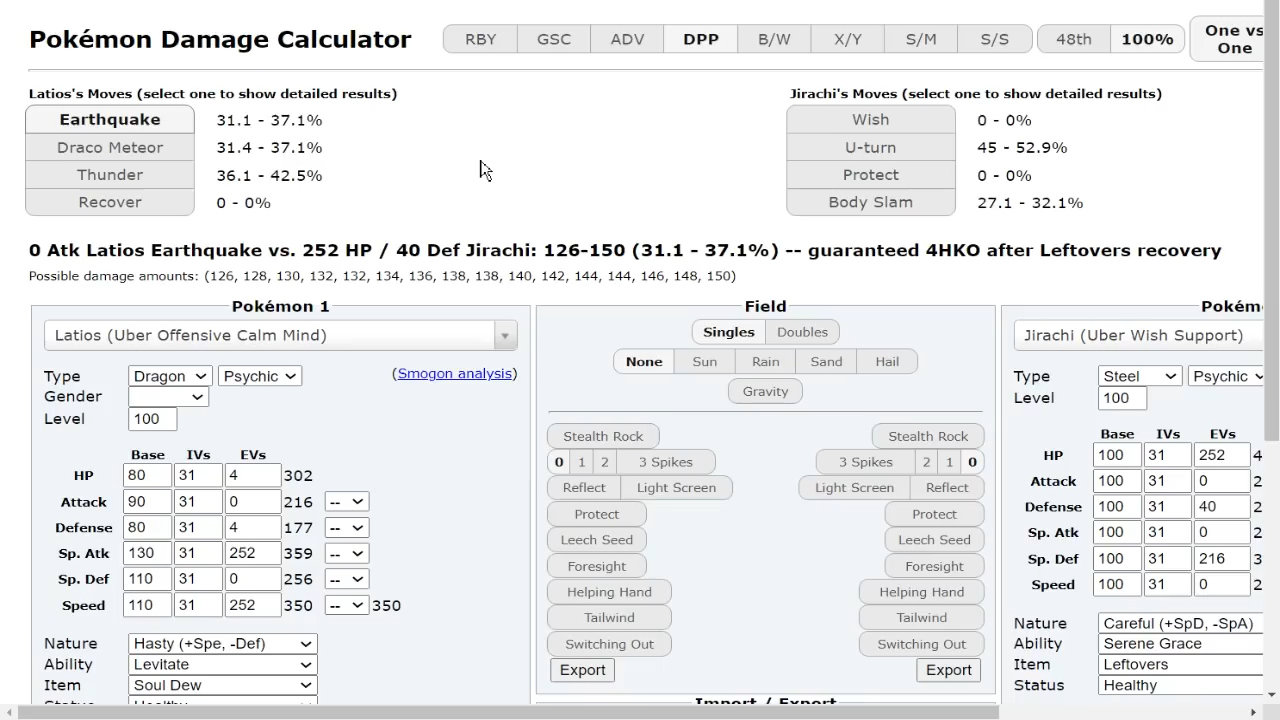 Pokémon Damage Calculator
RBY GSC ADV DPP B/W X/Y S/M S/S 48th 100% One vs
One
Latios's Moves (select one to show detailed results)
Earthquake 31.1 - 37.1%
Draco Meteor 31.4 - 37.1%
Thunder 36.1 - 42.5%
Recover 0 - 0%
Jirachi's Moves (select one to show detailed results)
Wish 0 - 0%
U-turn 45 - 52.9%
Protect 0 - 0%
Body Slam 27.1 - 32.1%
0 Atk Latios Earthquake vs. 252 HP / 40 Def Jirachi: 126-150 (31.1 - 37.1%) -- guaranteed 4HKO after Leftovers recovery
Possible damage amounts: (126, 128, 130, 132, 132, 134, 136, 138, 138, 140, 142, 144, 144, 146, 148, 150)
Pokémon 1
Latios (Uber Offensive Calm Mind)
Type Dragon Psychic (Smogon analysis)
Gender
Level 100
Base IVs EVs
HP 80 31 4 302
Attack 90 31 0 216 --
Defense 80 31 4 177 --
Sp. Atk 130 31 252 359 --
Sp. Def 110 31 0 256 --
Speed 110 31 252 350 -- 350
Nature Hasty (+Spe, -Def)
Ability Levitate
Item Soul Dew
Field
Singles Doubles
None Sun Rain Sand Hail
Gravity
Stealth Rock Stealth Rock
0 1 2 3 Spikes 3 Spikes 2 1 0
Reflect Light Screen Light Screen Reflect
Protect Protect
Leech Seed Leech Seed
Foresight Foresight
Helping Hand Helping Hand
Tailwind Tailwind
Switching Out Switching Out
Export Export
Import / Export
Jirachi (Uber Wish Support)
Type Steel Psychic
Level 100
Base IVs EVs
HP 100 31 252 4
Attack 100 31 0 2
Defense 100 31 40 2
Sp. Atk 100 31 0 2
Sp. Def 100 31 216 3
Speed 100 31 0 2
Nature Careful (+SpD, -SpA)
Ability Serene Grace
Item Leftovers
Status Healthy